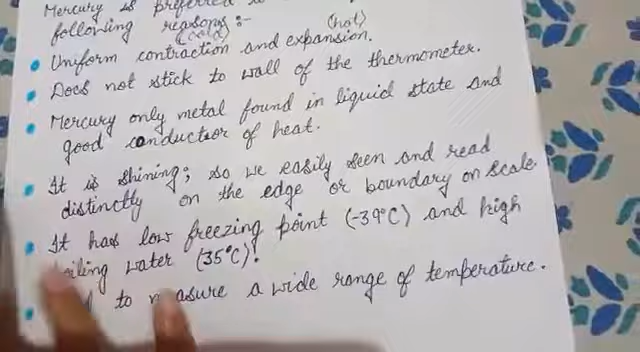 Mercury is preferred
following reasons :-
(cold) (hot)
Uniform contraction and expansion.
Does not stick to wall of the thermometer.
Mercury only metal found in liquid state and
good conductor of heat.
It is shining; so we easily seen and read
distinctly on the edge or boundary on scale.
It has low freezing point (-39°C) and high
water (35°C)!
to a wide range of temperature.